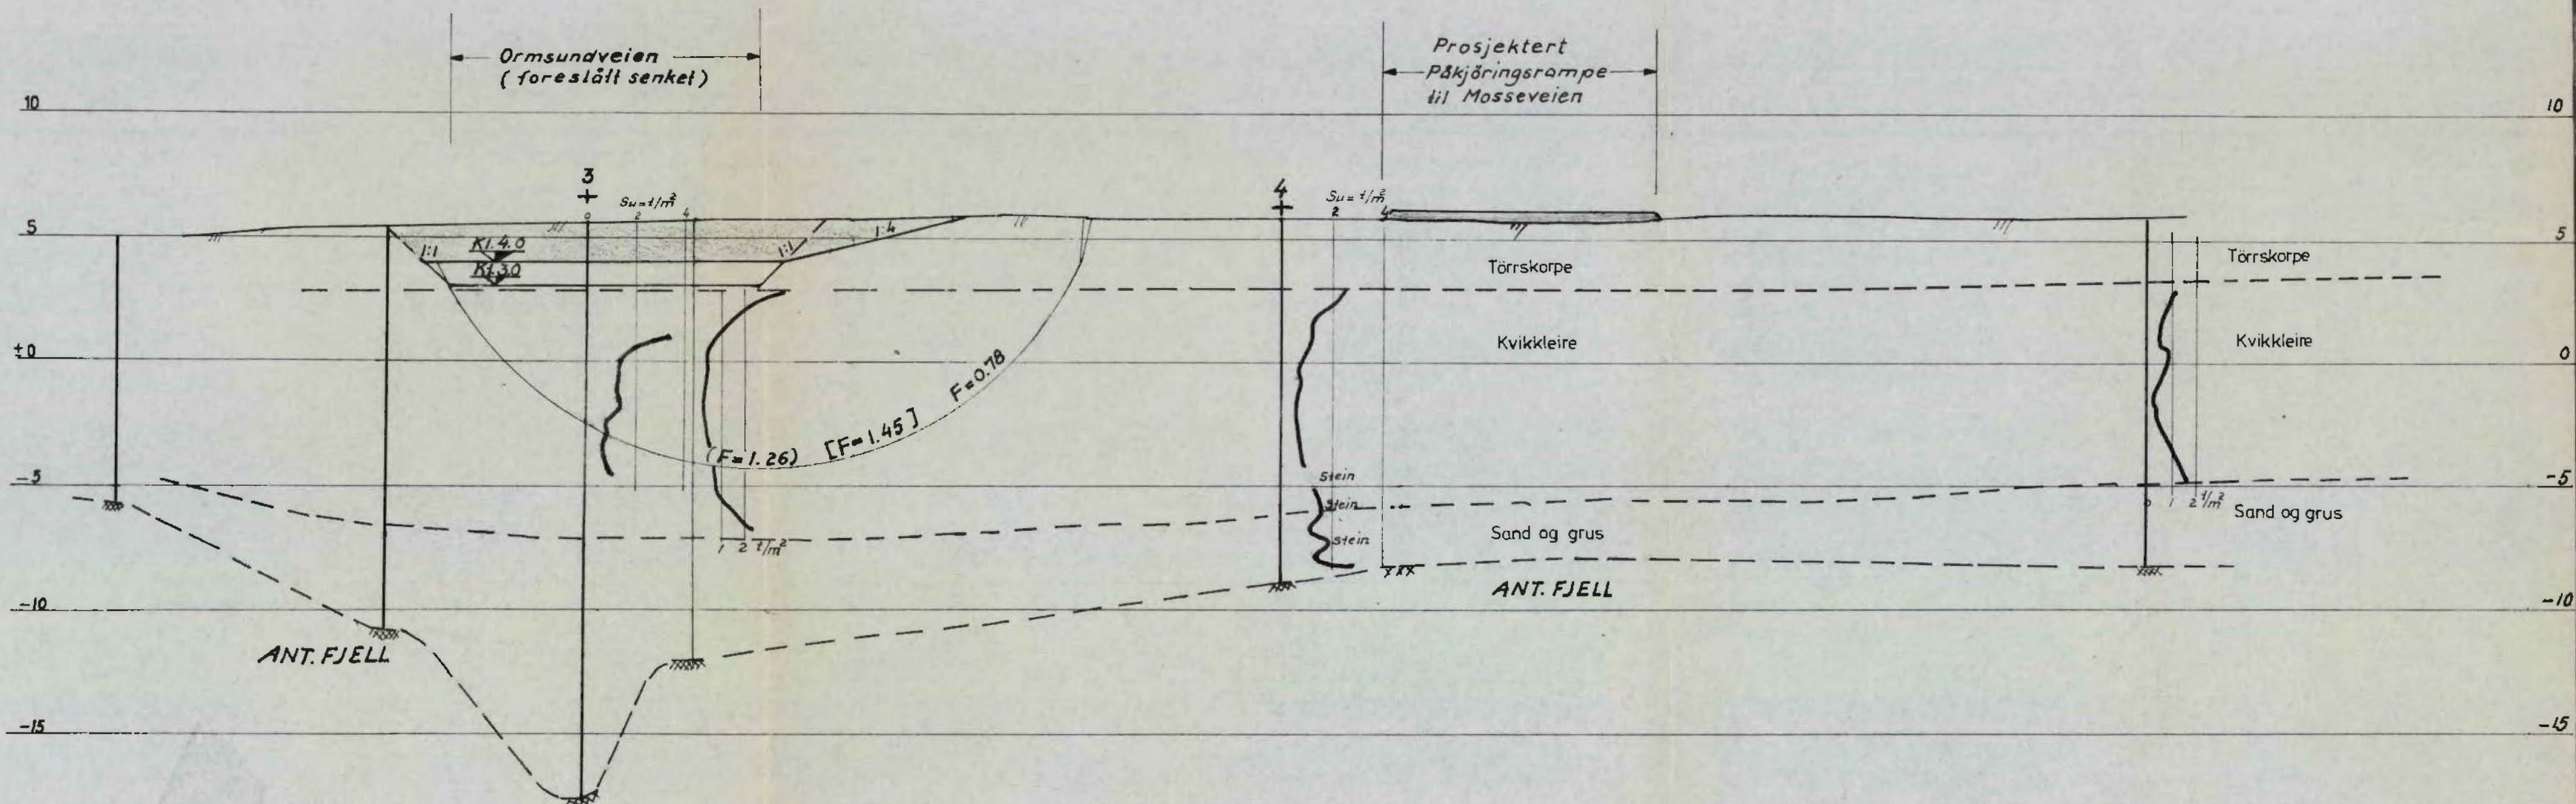 Ormsundveien
(foreslått senket)
Prosjektert
Påkjöringsrampe
til Mosseveien
10
10
3
Su=t/m²
0
2
4
4
Su=t/m²
2
4
5
5
1:1
Kt. 4.0
1:1
1:4
Kt. 3.0
Törrskorpe
Törrskorpe
Kvikkleire
Kvikkleire
±0
0
F=0.78
[F=1.45]
(F=1.26)
-5
-5
Stein
Stein
Stein
0
1
2 t/m²
Sand og grus
Sand og grus
1
2 t/m²
-10
-10
ANT. FJELL
ANT. FJELL
-15
-15